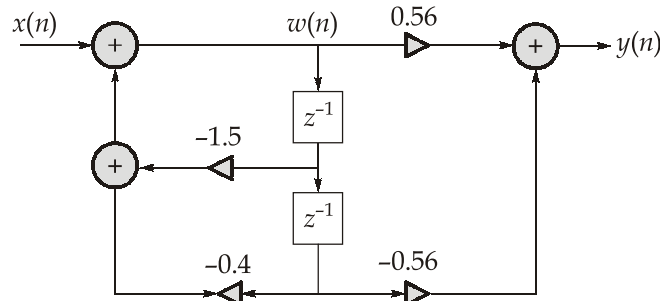 x(n)
w(n)
0.56
y(n)
+
+
z⁻¹
–1.5
+
z⁻¹
–0.4
–0.56